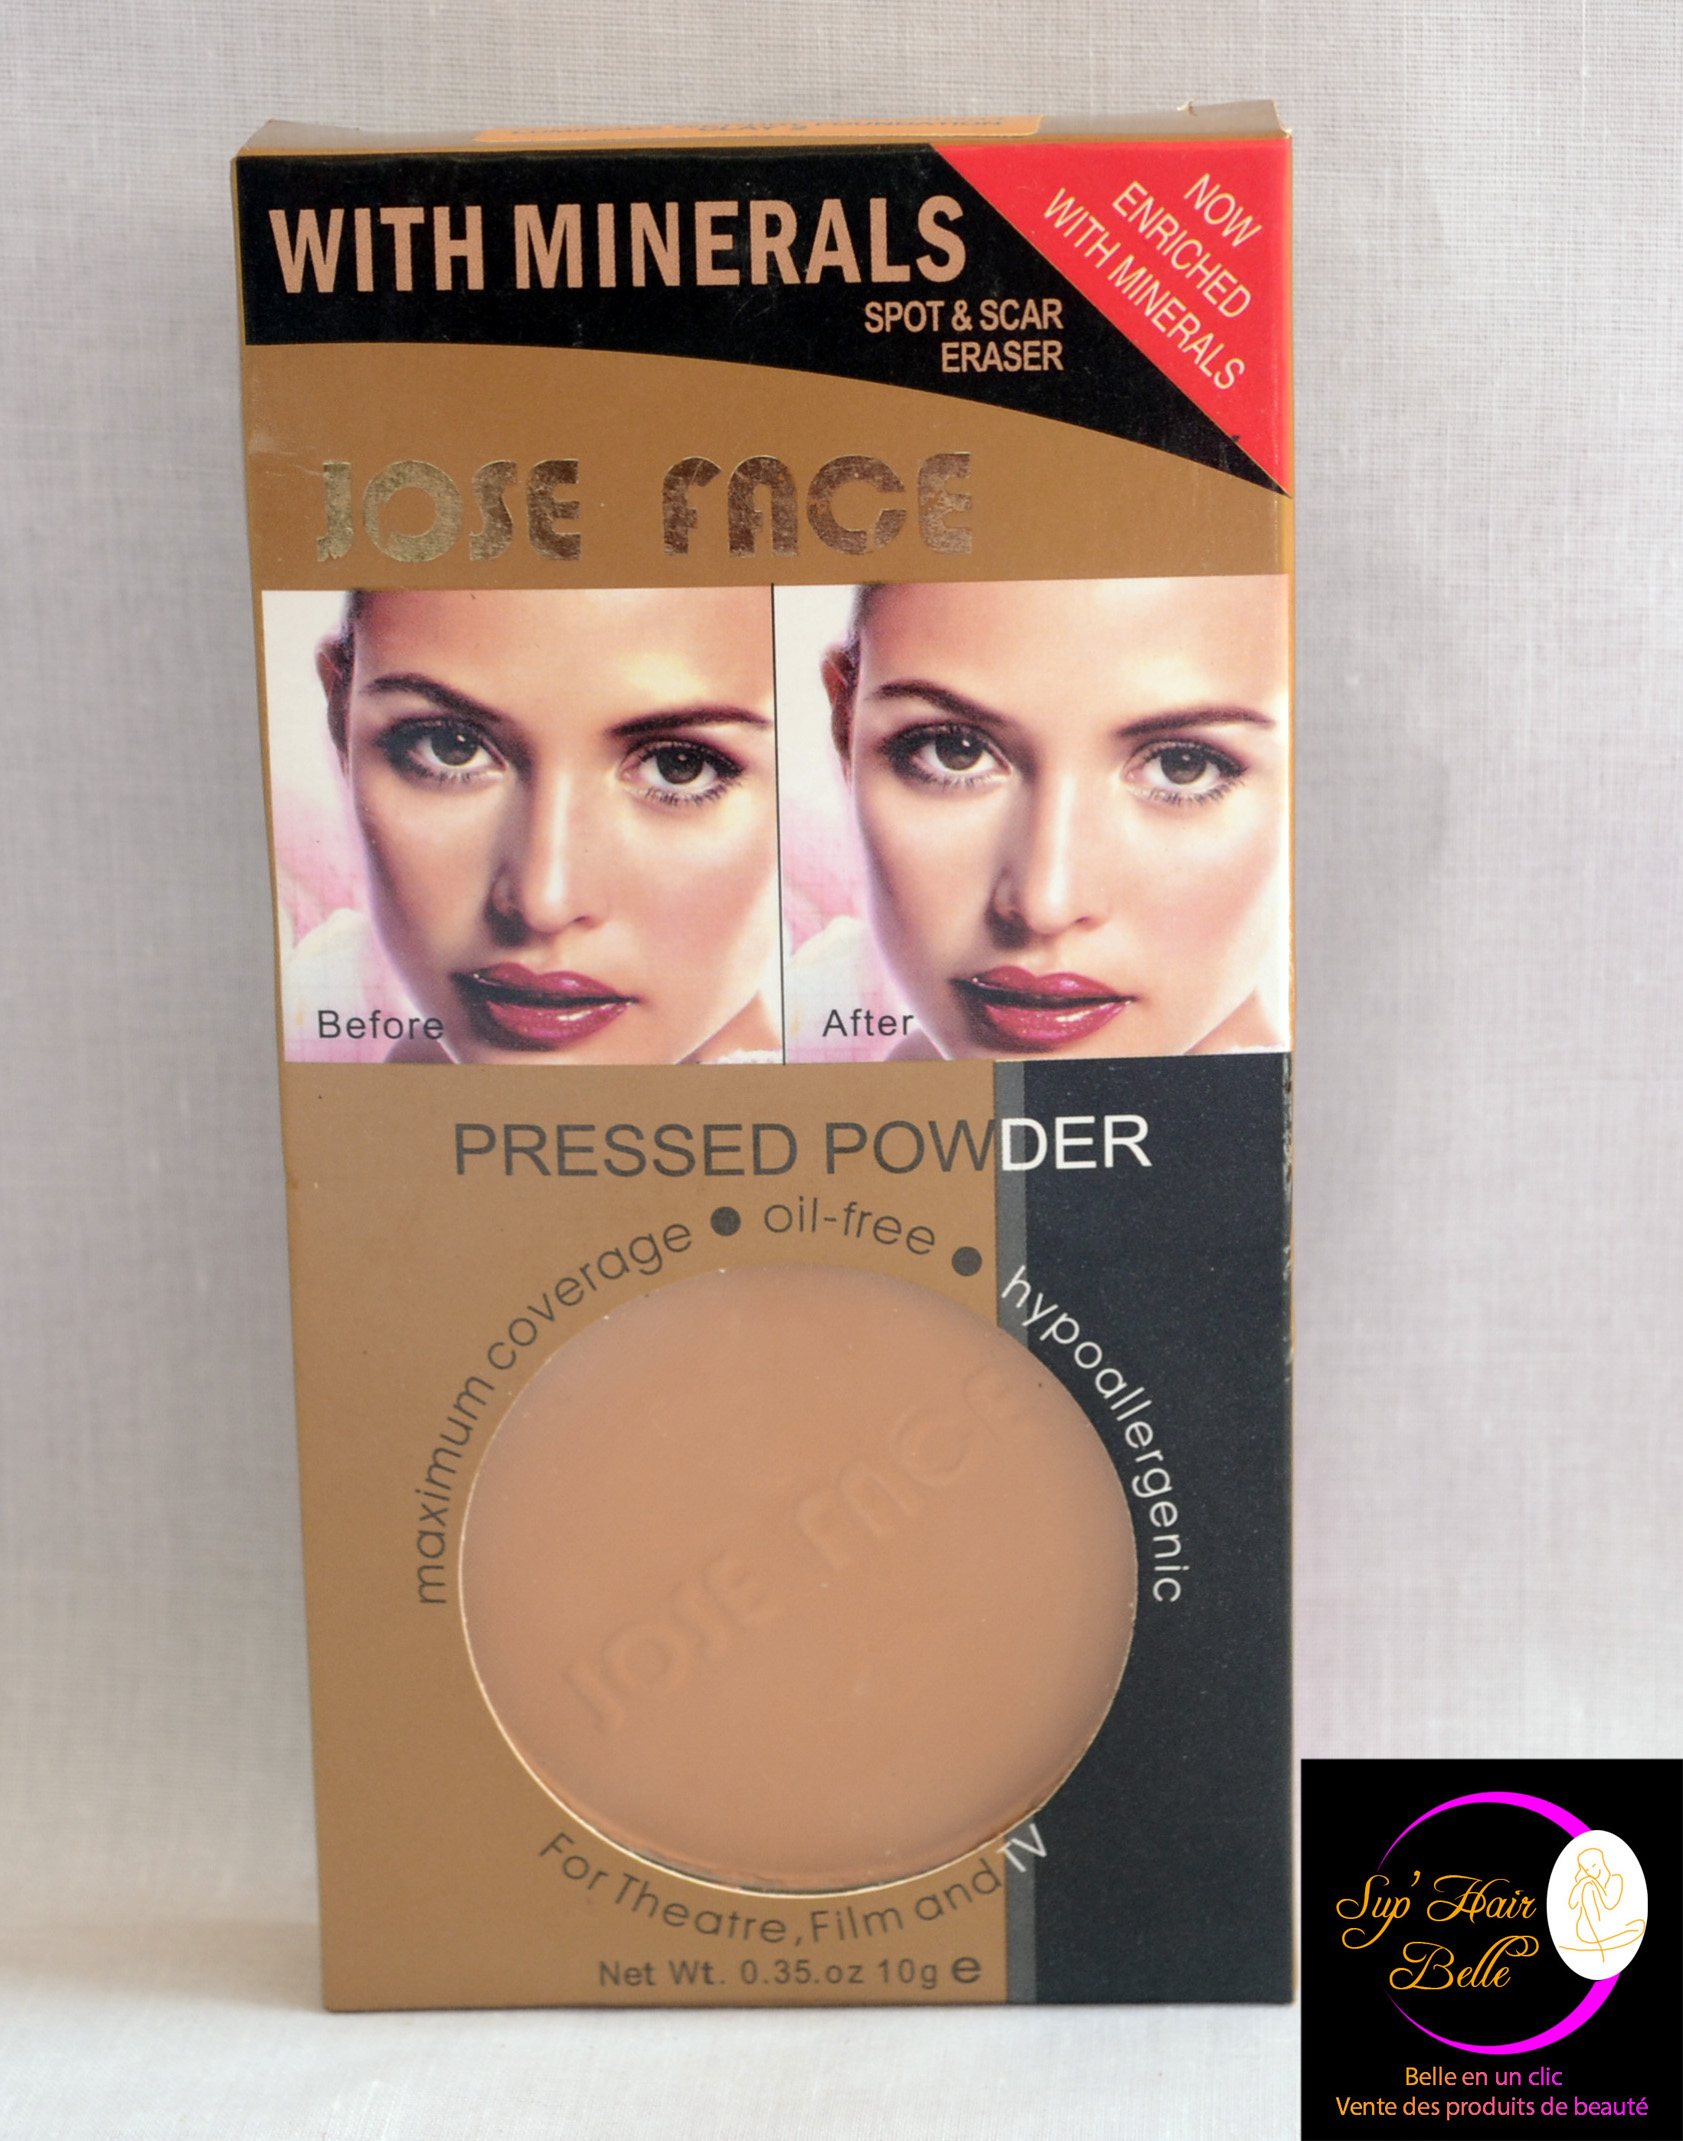 CLAY 2
WITH MINERALS
SPOT & SCAR
ERASER
NOW
ENRICHED
WITH MINERALS
JOSE FACE
Before
After
PRESSED POWDER
maximum coverage ● oil-free ● hypoallergenic
JOSE FACE
For Theatre, Film and TV
Net Wt. 0.35.oz 10g e
Sup' Hair
Belle
Belle en un clic
Vente des produits de beauté